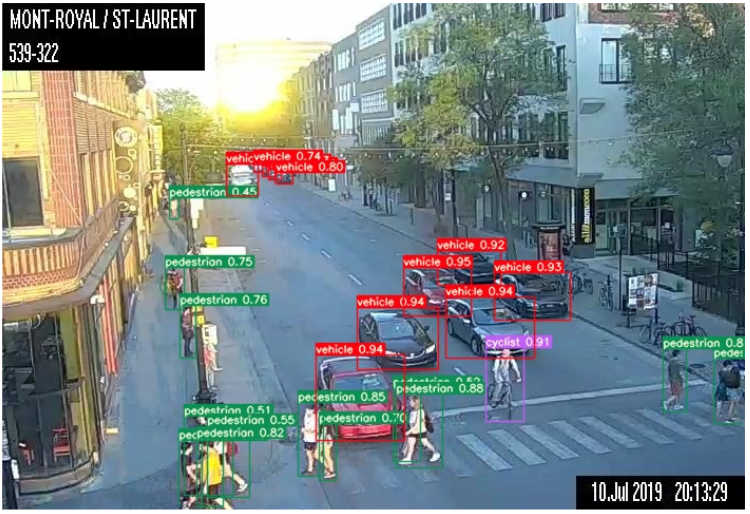 MONT-ROYAL / ST-LAURENT
539-322
vehicle 0.74
vehicle 0.80
pedestrian 0.45
vehicle 0.92
pedestrian 0.75
vehicle 0.95
vehicle 0.93
vehicle 0.94
pedestrian 0.76
vehicle 0.94
cyclist 0.91
pedestrian 0.8
vehicle 0.94
pedestrian 0.88
pedestrian 0.85
pedestrian 0.51
pedestrian 0.70
pedestrian 0.55
pedestrian 0.82
10.Jul 2019 20:13:29